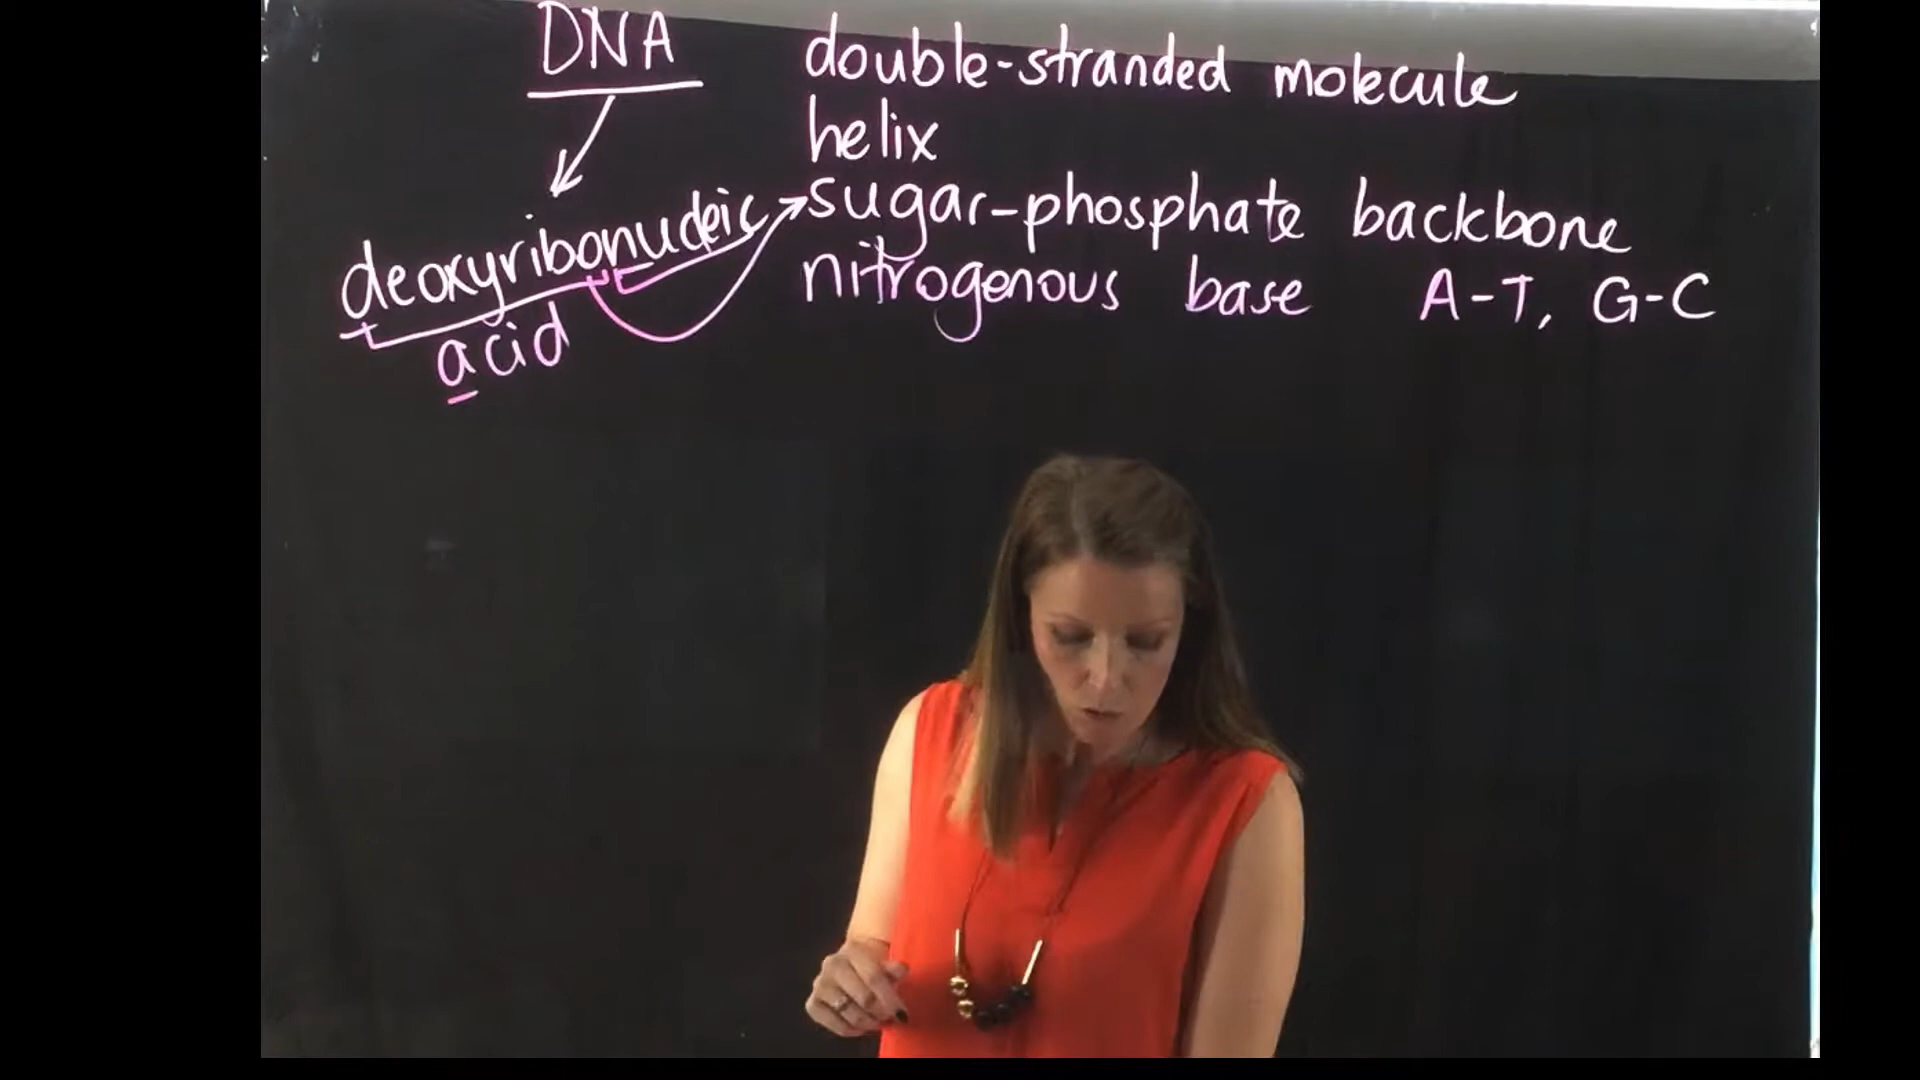 DNA
deoxyribonucleic
acid
double-stranded molecule
helix
sugar-phosphate backbone
nitrogenous base A-T, G-C